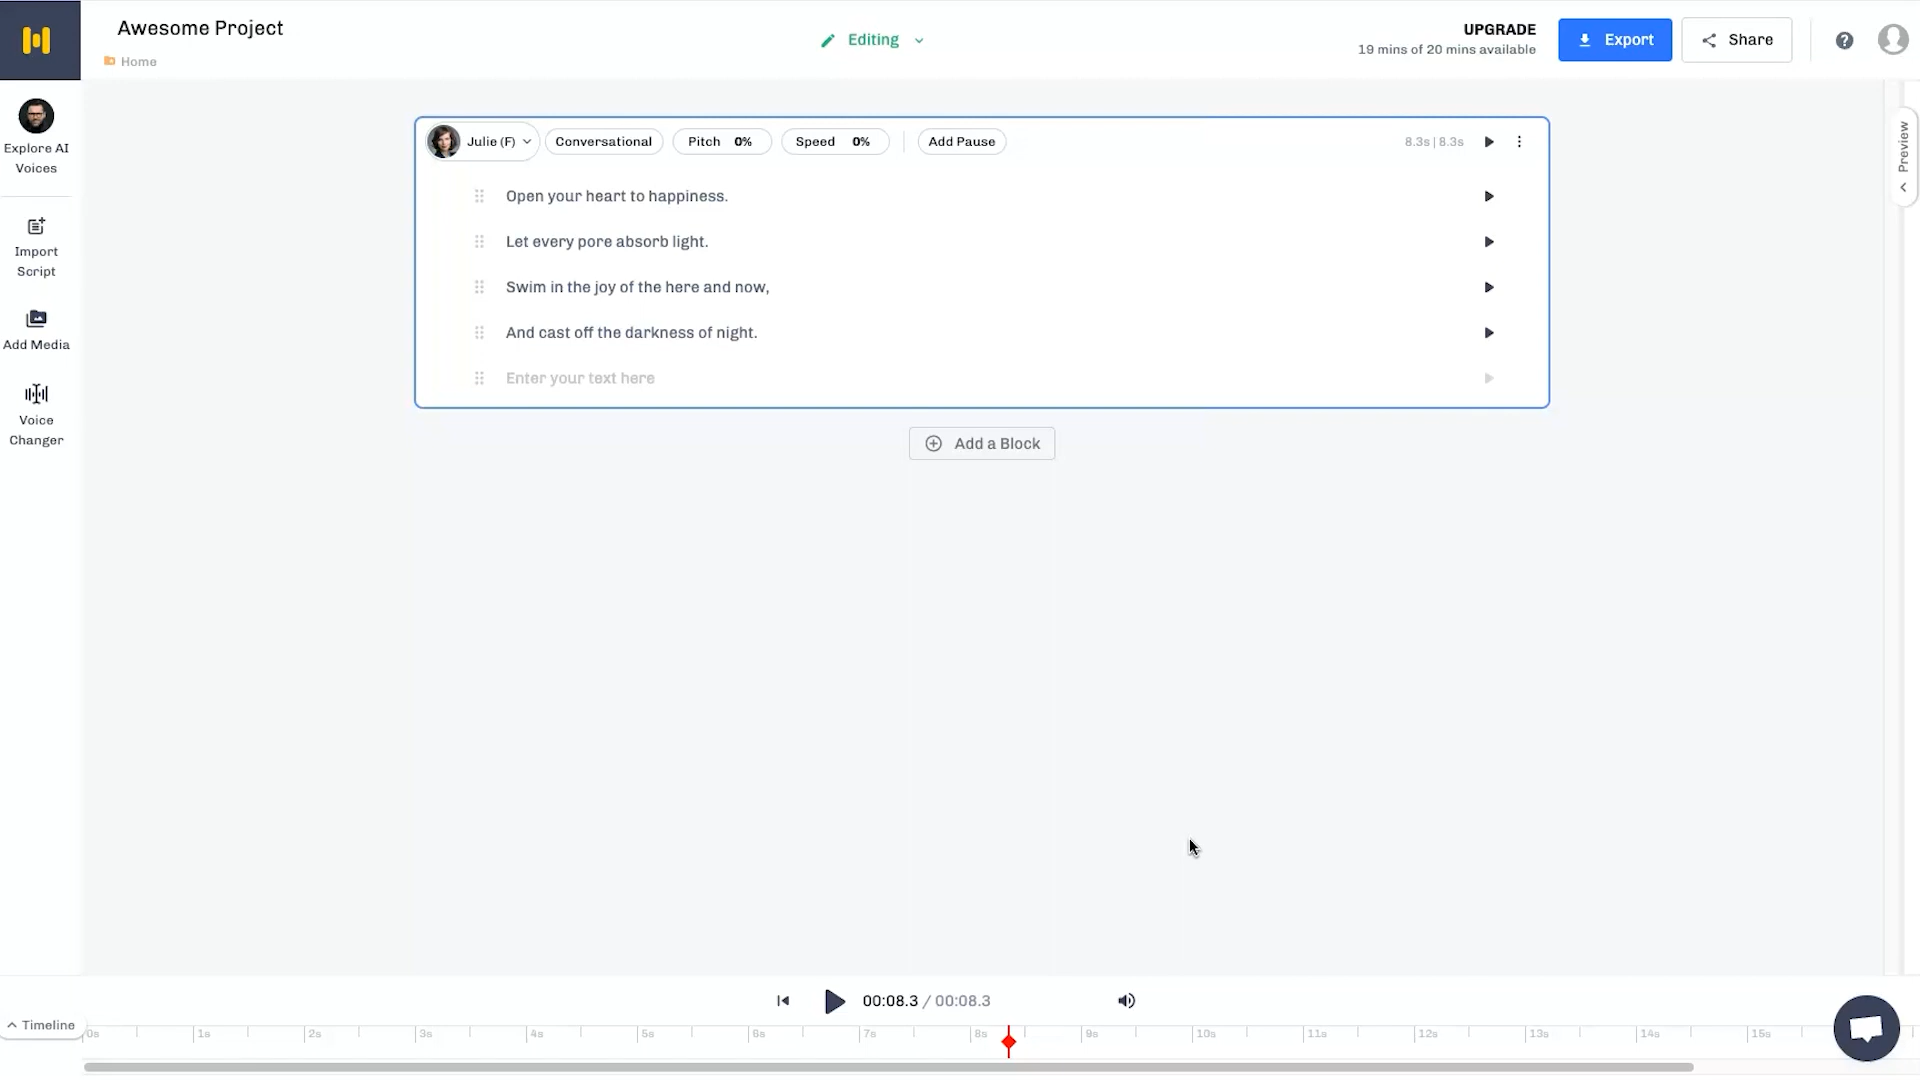 Awesome Project
Home
Editing
UPGRADE
19 mins of 20 mins available
Export
Share
Explore AI
Voices
Import
Script
Add Media
Voice
Changer
Julie (F)
Conversational
Pitch 0%
Speed 0%
Add Pause
8.3s | 8.3s
Open your heart to happiness.
Let every pore absorb light.
Swim in the joy of the here and now,
And cast off the darkness of night.
Enter your text here
Add a Block
Preview
00:08.3 / 00:08.3
Timeline
0s 1s 2s 3s 4s 5s 6s 7s 8s 9s 10s 11s 12s 13s 14s 15s